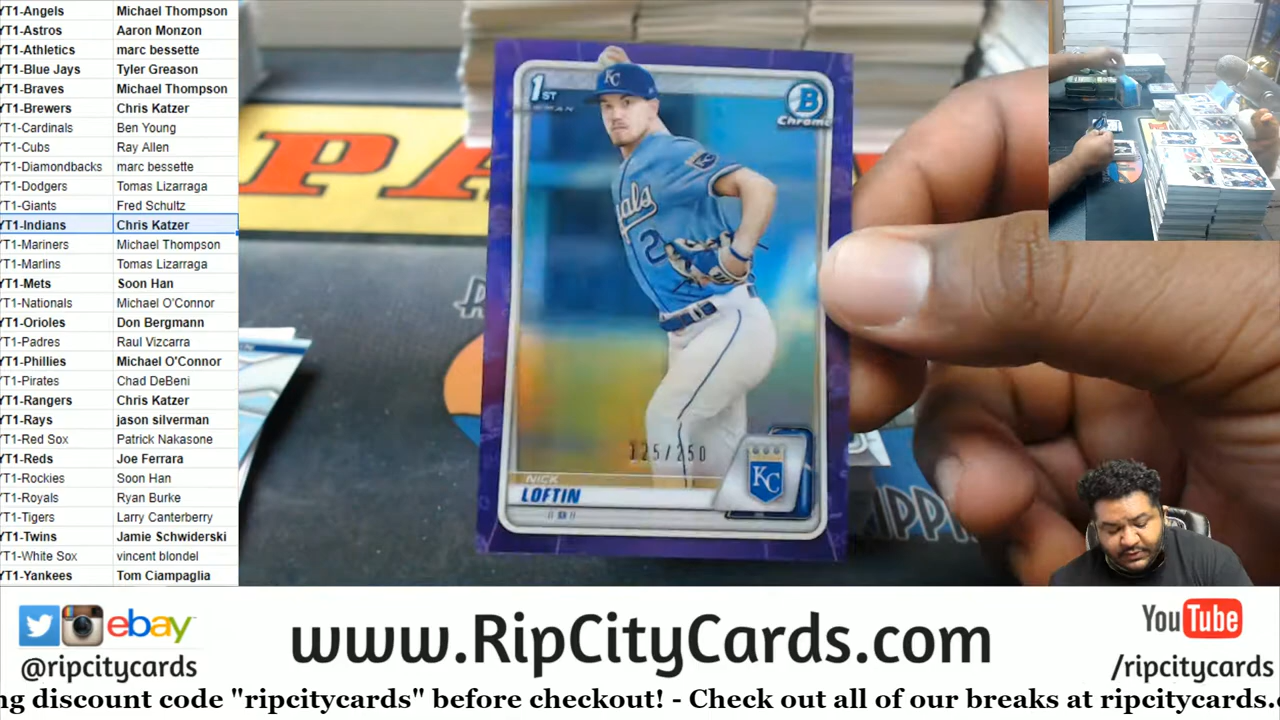 YT1-Angels Michael Thompson
YT1-Astros Aaron Monzon
YT1-Athletics marc bessette
YT1-Blue Jays Tyler Greason
YT1-Braves Michael Thompson
YT1-Brewers Chris Katzer
YT1-Cardinals Ben Young
YT1-Cubs Ray Allen
YT1-Diamondbacks marc bessette
YT1-Dodgers Tomas Lizarraga
YT1-Giants Fred Schultz
YT1-Indians Chris Katzer
YT1-Mariners Michael Thompson
YT1-Marlins Tomas Lizarraga
YT1-Mets Soon Han
YT1-Nationals Michael O'Connor
YT1-Orioles Don Bergmann
YT1-Padres Raul Vizcarra
YT1-Phillies Michael O'Connor
YT1-Pirates Chad DeBeni
YT1-Rangers Chris Katzer
YT1-Rays jason silverman
YT1-Red Sox Patrick Nakasone
YT1-Reds Joe Ferrara
YT1-Rockies Soon Han
YT1-Royals Ryan Burke
YT1-Tigers Larry Canterberry
YT1-Twins Jamie Schwiderski
YT1-White Sox vincent blondel
YT1-Yankees Tom Ciampaglia
PA
1ST
KC
B
Chrome
als
2
125/250
KC
NICK
LOFTIN
IPPI
ebay
@ripcitycards
www.RipCityCards.com
YouTube
/ripcitycards
ng discount code "ripcitycards" before checkout! - Check out all of our breaks at ripcitycards.c